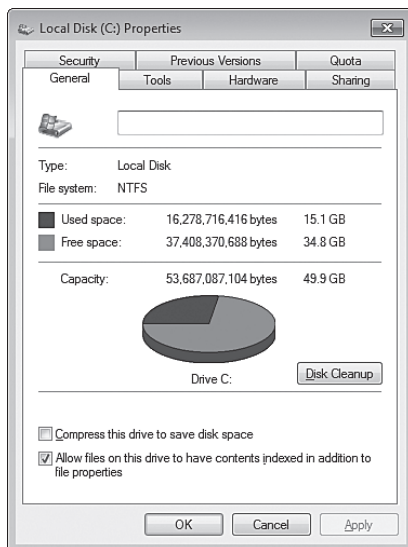 Local Disk (C:) Properties
Security Previous Versions Quota
General Tools Hardware Sharing
Type: Local Disk
File system: NTFS
Used space: 16,278,716,416 bytes 15.1 GB
Free space: 37,408,370,688 bytes 34.8 GB
Capacity: 53,687,087,104 bytes 49.9 GB
Drive C:
Disk Cleanup
Compress this drive to save disk space
Allow files on this drive to have contents indexed in addition to
file properties
OK Cancel Apply